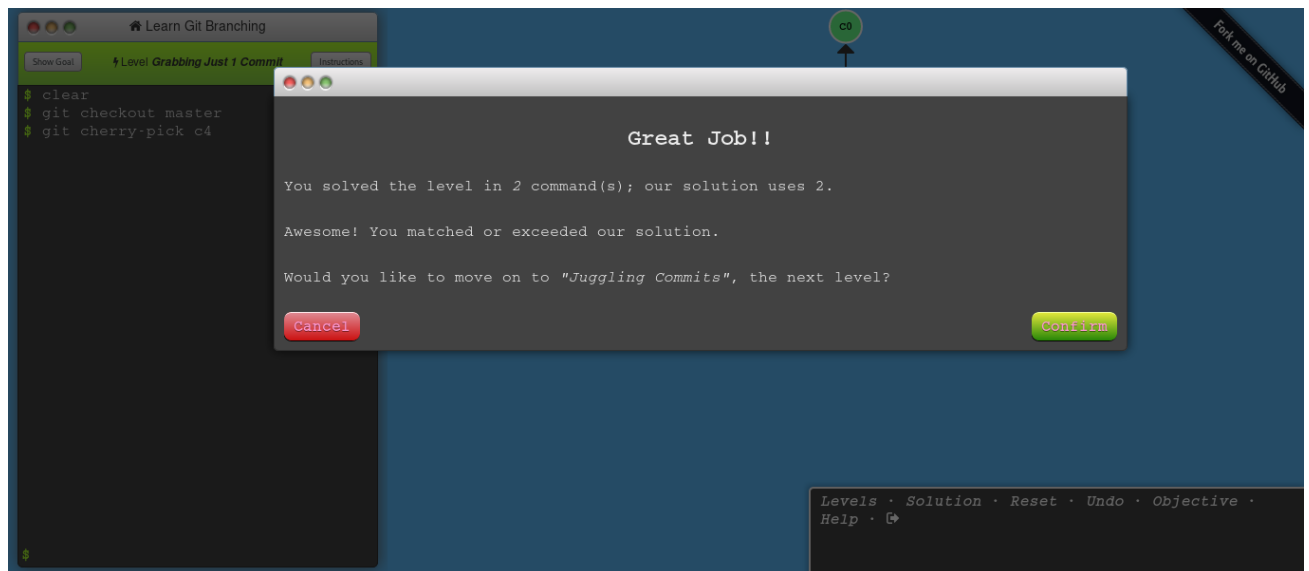 Learn Git Branching
Show Goal
Level Grabbing Just 1 Commit
Instructions
$ clear
$ git checkout master
$ git cherry-pick c4
$
C0
Fork me on GitHub
Great Job!!
You solved the level in 2 command(s); our solution uses 2.
Awesome! You matched or exceeded our solution.
Would you like to move on to "Juggling Commits", the next level?
Cancel
Confirm
Levels · Solution · Reset · Undo · Objective ·
Help ·